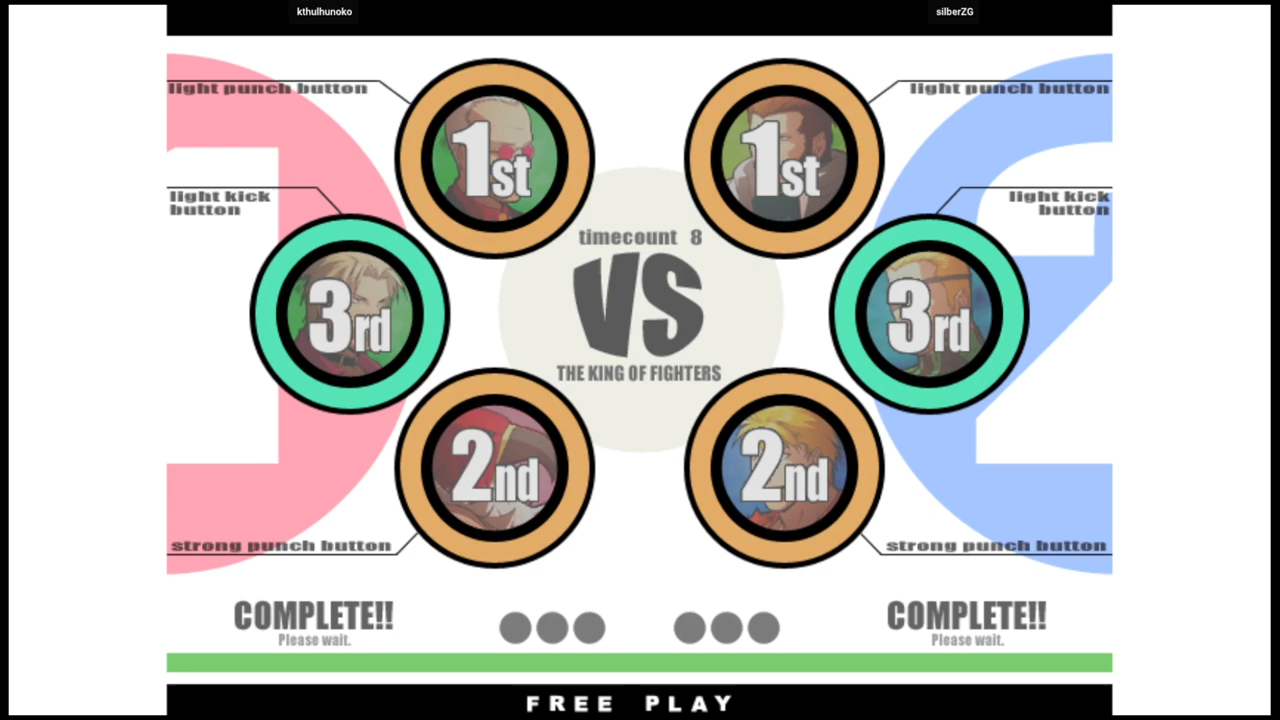 kthulhunoko
silberZG
light punch button
light punch button
1st
1st
light kick
button
light kick
button
timecount 8
VS
THE KING OF FIGHTERS
3rd
3rd
2nd
2nd
strong punch button
strong punch button
COMPLETE!!
Please wait.
COMPLETE!!
Please wait.
FREE PLAY